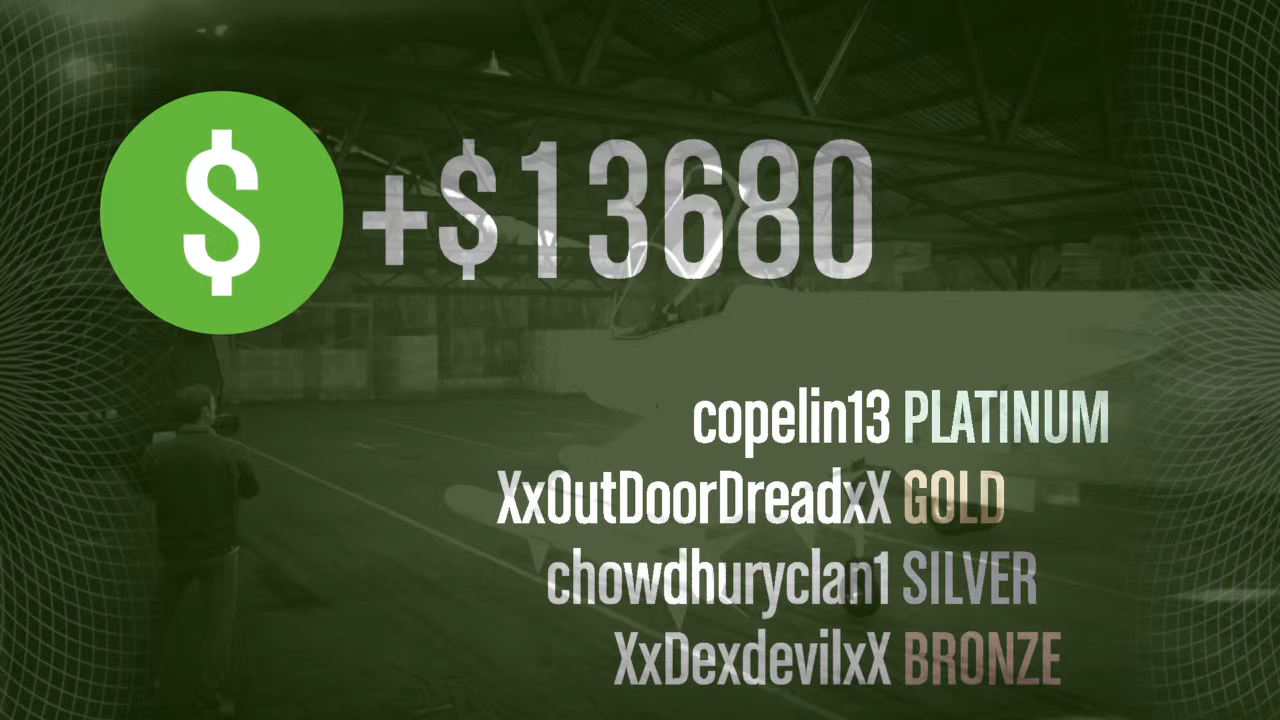 $ +$13680
copelin13 PLATINUM
XxOutDoorDreadxX GOLD
chowdhuryclan1 SILVER
XxDexdevilxX BRONZE